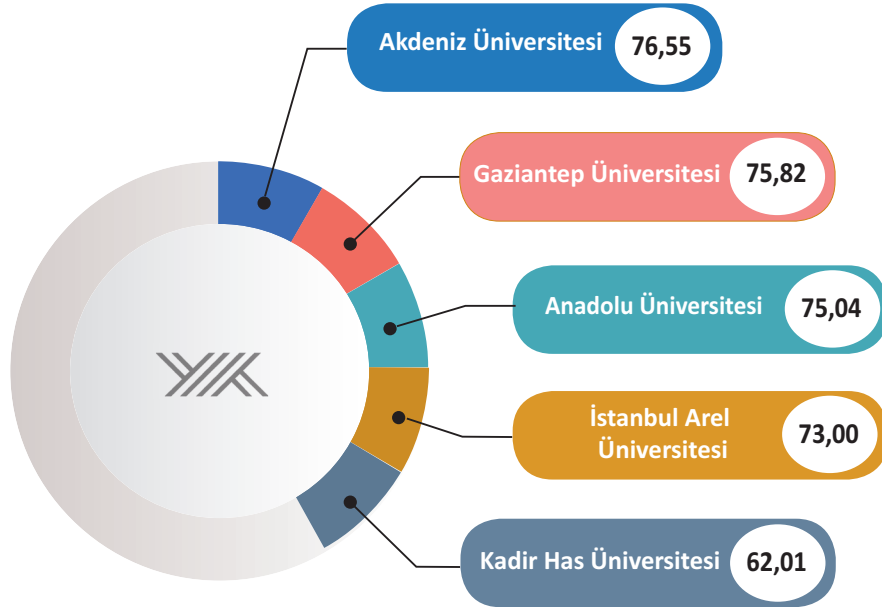 Akdeniz Üniversitesi 76,55
Gaziantep Üniversitesi 75,82
Anadolu Üniversitesi 75,04
İstanbul Arel
Üniversitesi
73,00
Kadir Has Üniversitesi 62,01